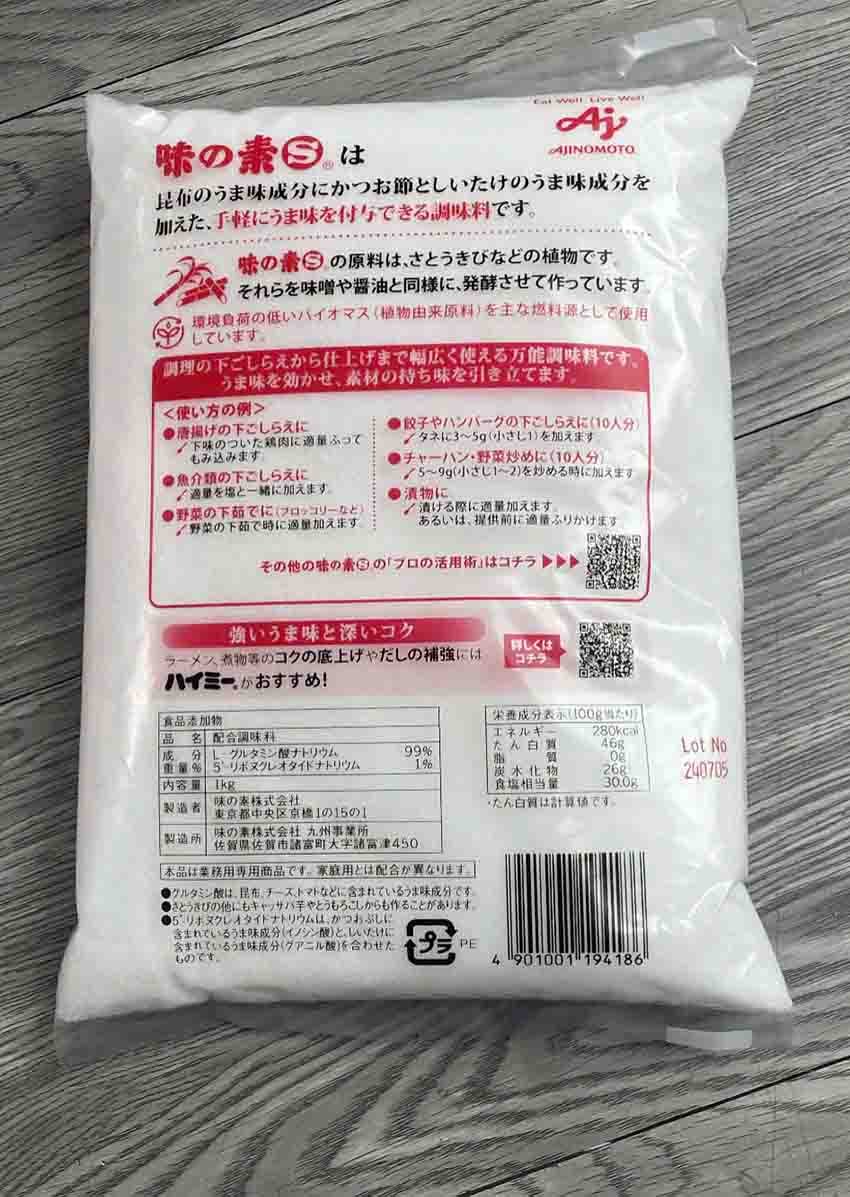 Eat Well, Live Well.
Aj
AJINOMOTO
味の素Ⓢ®は
昆布のうま味成分にかつお節としいたけのうま味成分を
加えた、手軽にうま味を付与できる調味料です。
味の素Ⓢの原料は、さとうきびなどの植物です。
それらを味噌や醤油と同様に、発酵させて作っています。
環境負荷の低いバイオマス(植物由来原料)を主な燃料源として使用
しています。
調理の下ごしらえから仕上げまで幅広く使える万能調味料です。
うま味を効かせ、素材の持ち味を引き立てます。
<使い方の例>
●唐揚げの下ごしらえに
下味のついた鶏肉に適量ふって
もみ込みます。
●魚介類の下ごしらえに
適量を塩と一緒に加えます。
●野菜の下茹でに(ブロッコリーなど)
野菜の下茹で時に適量加えます。
●餃子やハンバーグの下ごしらえに(10人分)
タネに3~5g(小さじ1)を加えます
●チャーハン・野菜炒めに(10人分)
5~9g(小さじ1~2)を炒める時に加えます
●漬物に
漬ける際に適量加えます。
あるいは、提供前に適量ふりかけます
その他の味の素Ⓢの「プロの活用術」はコチラ▶▶▶
強いうま味と深いコク
ラーメン、煮物等のコクの底上げやだしの補強には
ハイミー®がおすすめ!
詳しくは
コチラ
食品添加物
品 名 配合調味料
成 分 L-グルタミン酸ナトリウム 99%
重量% 5'-リボヌクレオタイドナトリウム 1%
内容量 1kg
製造者 味の素株式会社
東京都中央区京橋1の15の1
製造所 味の素株式会社 九州事業所
佐賀県佐賀市諸富町大字諸富津450
栄養成分表示(100g当たり)
エネルギー 280kcal
たん白質 46g
脂質 0g
炭水化物 26g
食塩相当量 30.0g
・たん白質は計算値です。
Lot No
240705
本品は業務用専用商品です。家庭用とは配合が異なります。
●グルタミン酸は、昆布、チーズ、トマトなどに含まれているうま味成分です。
●さとうきびの他にもキャッサバ芋やとうもろこしからも作ることがあります。
●5'-リボヌクレオタイドナトリウムは、かつおぶしに
含まれているうま味成分(イノシン酸)と、しいたけに
含まれているうま味成分(グアニル酸)を合わせた
ものです。
プラ
PE
4 901001 194186